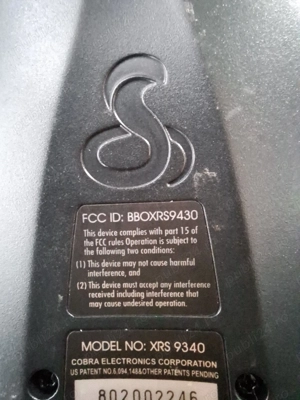 FCC ID: BBOXRS9430
This device complies with part 15 of
the FCC rules Operation is subject to
the following two conditions:
(1) This device may not cause harmful
interference, and
(2) This device must accept any interference
received including interference that
may cause undesired operation.
MODEL NO: XRS 9340
COBRA ELECTRONICS CORPORATION
US PATENT NO.6,094,148&OTHER PATENTS PENDING
802002246